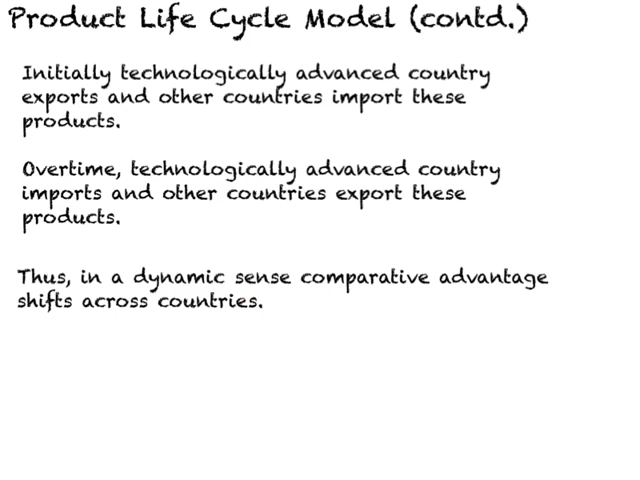 Product Life Cycle Model (contd.)
Initially technologically advanced country
exports and other countries import these
products.
Overtime, technologically advanced country
imports and other countries export these
products.
Thus, in a dynamic sense comparative advantage
shifts across countries.